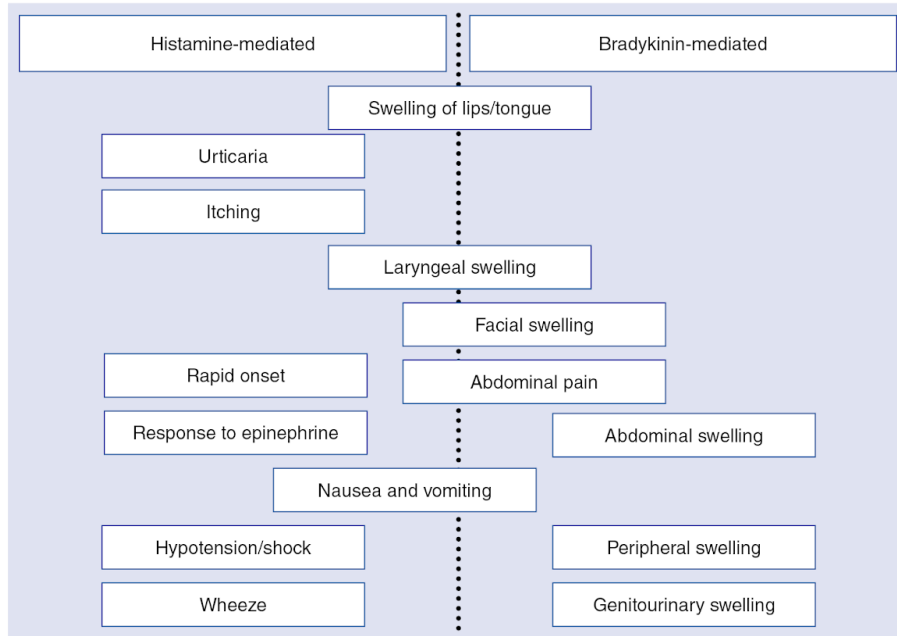 Histamine-mediated
Bradykinin-mediated
Swelling of lips/tongue
Urticaria
Itching
Laryngeal swelling
Facial swelling
Rapid onset
Abdominal pain
Response to epinephrine
Abdominal swelling
Nausea and vomiting
Hypotension/shock
Peripheral swelling
Wheeze
Genitourinary swelling